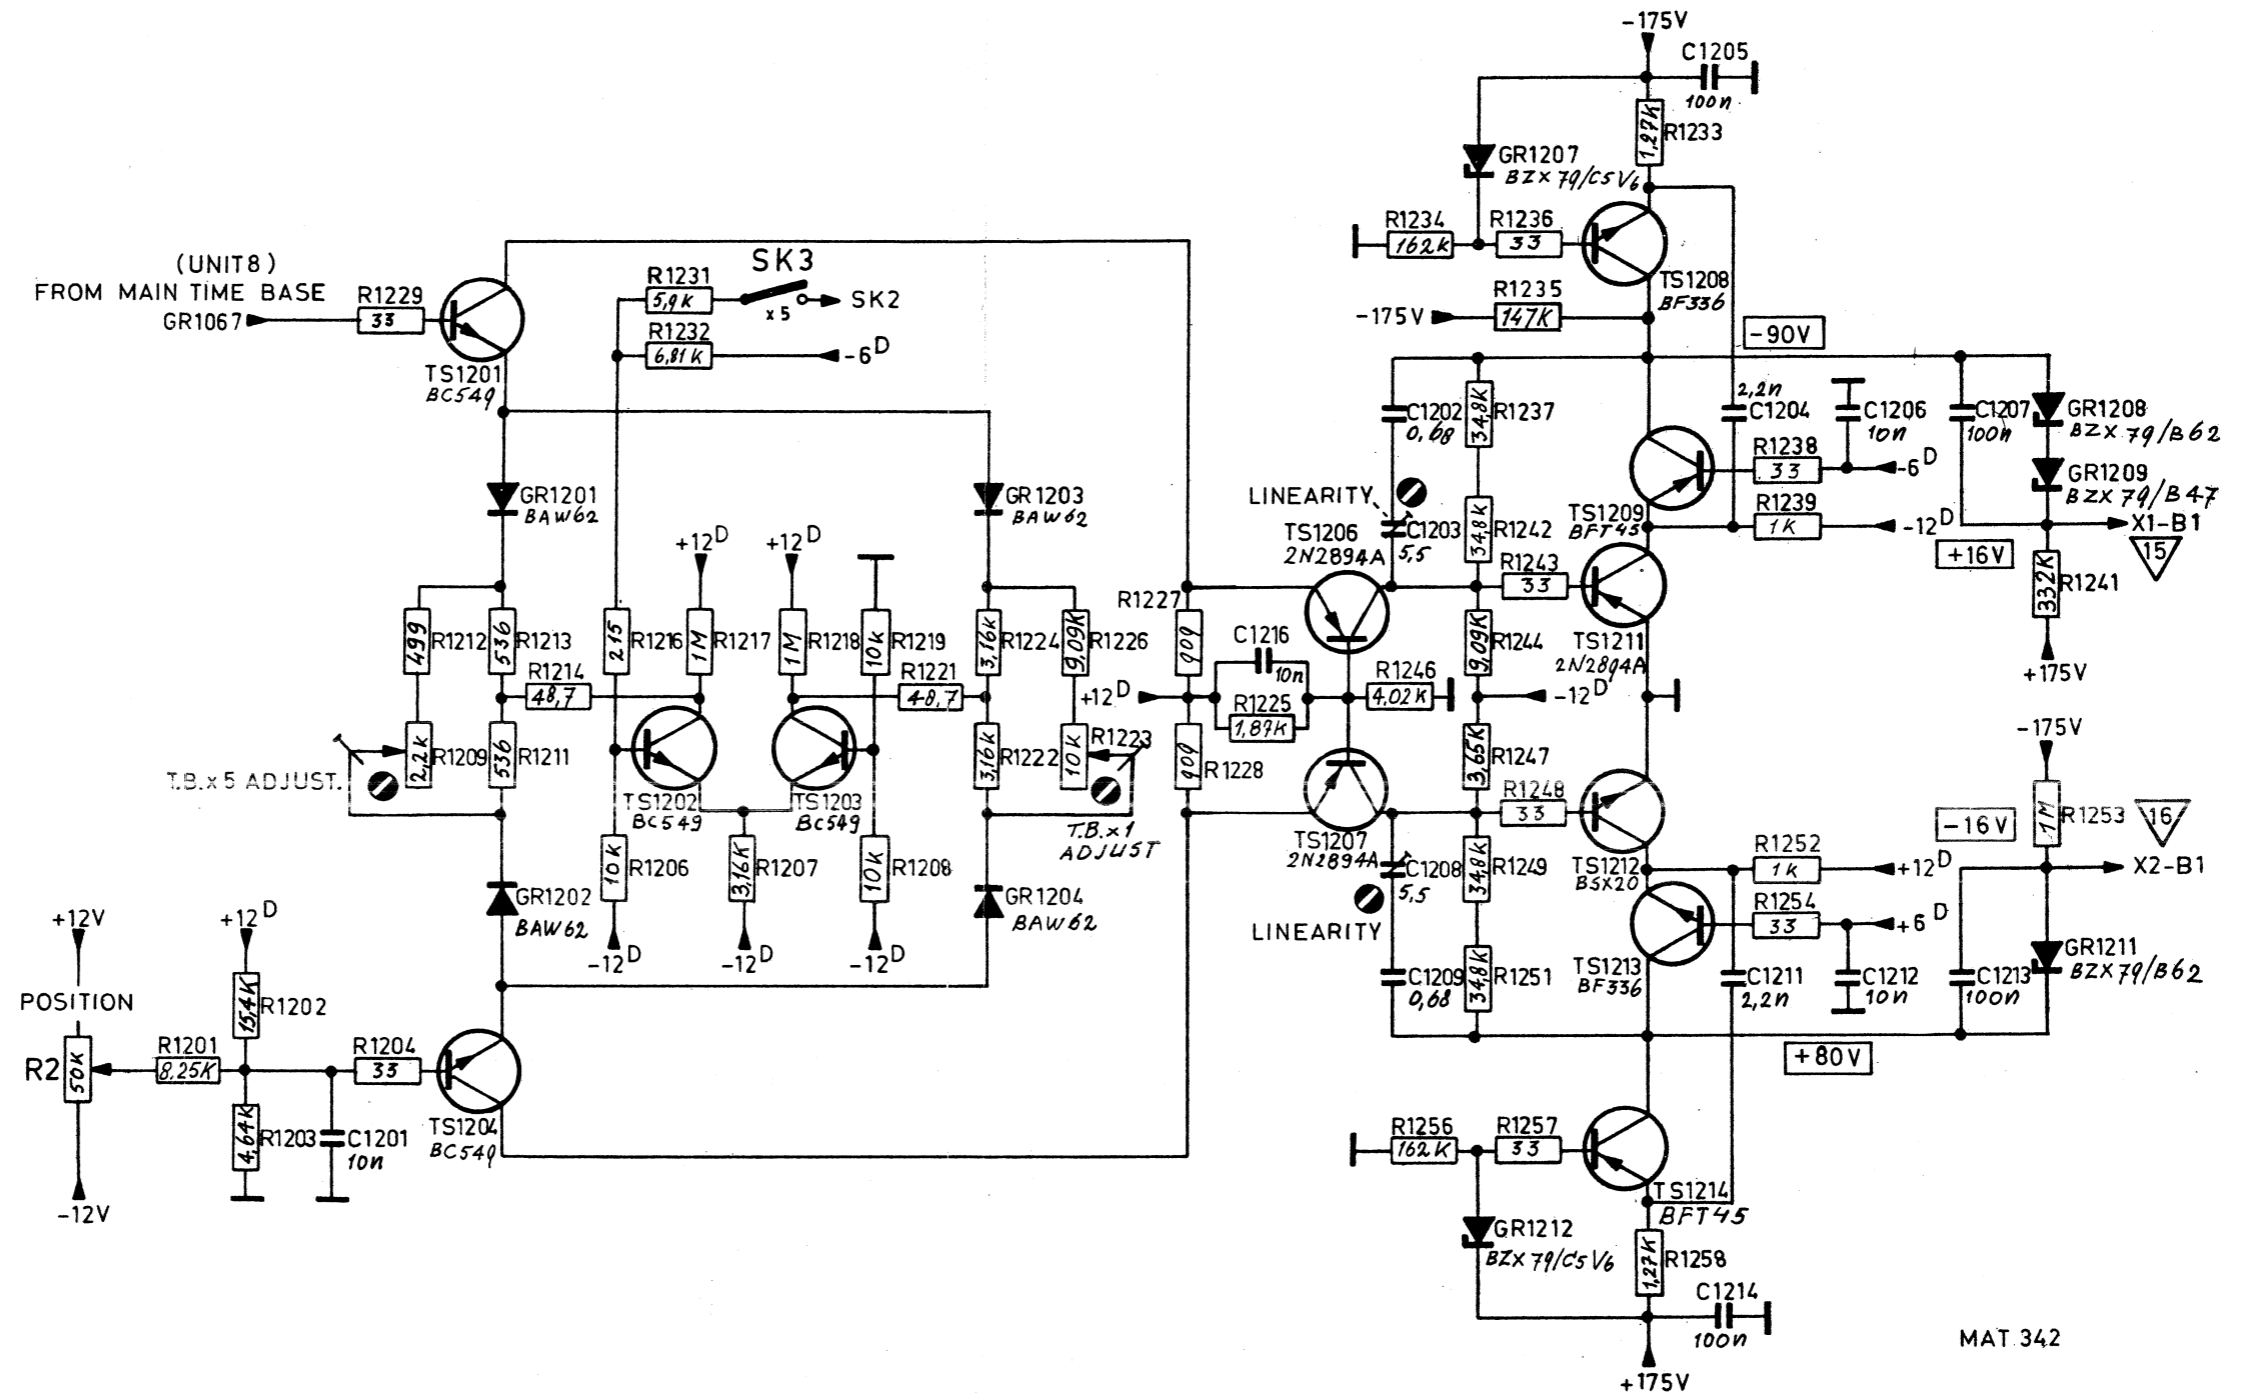 -175V
C1205
100n
1,27K
R1233
GR1207
BZX79/C5V6
R1234
162K
R1236
33
TS1208
BF336
R1235
-175V
147K
-90V
(UNIT8)
FROM MAIN TIME BASE
GR1067
R1229
33
TS1201
BC549
R1231
5,9K
SK3
x5
SK2
R1232
6,81K
-6D
C1202
0,68
34,8K
R1237
2,2n
C1204
C1206
10n
C1207
100n
GR1208
BZX79/B62
R1238
33
-6D
GR1209
BZX79/B47
LINEARITY
C1203
5,5
34,8K
R1242
TS1209
BFT45
R1239
1K
-12D
X1-B1
15
+16V
332K
R1241
+175V
GR1201
BAW62
GR1203
BAW62
TS1206
2N2894A
R1243
33
TS1211
2N2894A
+12D
+12D
499
R1212
536
R1213
215
R1216
1M
R1217
1M
R1218
10K
R1219
3,16K
R1224
9,09K
R1226
R1227
909
C1216
10n
9,09K
R1244
R1214
48,7
R1221
48,7
+12D
R1225
1,87K
R1246
4,02K
-12D
T.B.x5 ADJUST.
2,2K
R1209
536
R1211
TS1202
BC549
TS1203
BC549
3,16K
R1222
10K
R1223
T.B.x1
ADJUST
909
R1228
3,65K
R1247
R1248
33
TS1207
2N2894A
TS1212
BSX20
-175V
1M
R1253
-16V
16
X2-B1
10K
R1206
3,16K
R1207
10K
R1208
-12D
-12D
-12D
GR1202
BAW62
GR1204
BAW62
C1208
5,5
LINEARITY
34,8K
R1249
R1252
1K
+12D
R1254
33
+6D
TS1213
BF336
C1209
0,68
34,8K
R1251
C1211
2,2n
C1212
10n
C1213
100n
GR1211
BZX79/B62
+80V
+12V
POSITION
R2
50K
-12V
+12D
15,4K
R1202
R1201
8,25K
R1204
33
4,64K
R1203
C1201
10n
TS1204
BC549
R1256
162K
R1257
33
TS1214
BFT45
GR1212
BZX79/C5V6
1,27K
R1258
C1214
100n
+175V
MAT 342